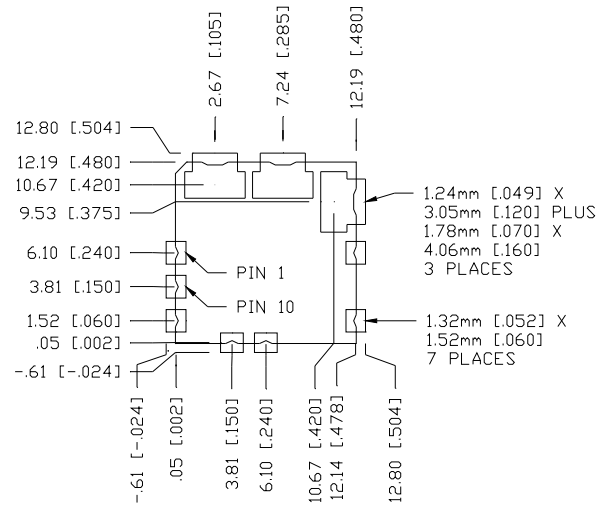 2.67 [.105]
7.24 [.285]
12.19 [.480]
12.80 [.504]
12.19 [.480]
10.67 [.420]
9.53 [.375]
6.10 [.240]
3.81 [.150]
1.52 [.060]
.05 [.002]
-.61 [-.024]
PIN 1
PIN 10
1.24mm [.049] X
3.05mm [.120] PLUS
1.78mm [.070] X
4.06mm [.160]
3 PLACES
1.32mm [.052] X
1.52mm [.060]
7 PLACES
-.61 [-.024]
.05 [.002]
3.81 [.150]
6.10 [.240]
10.67 [.420]
12.14 [.478]
12.80 [.504]